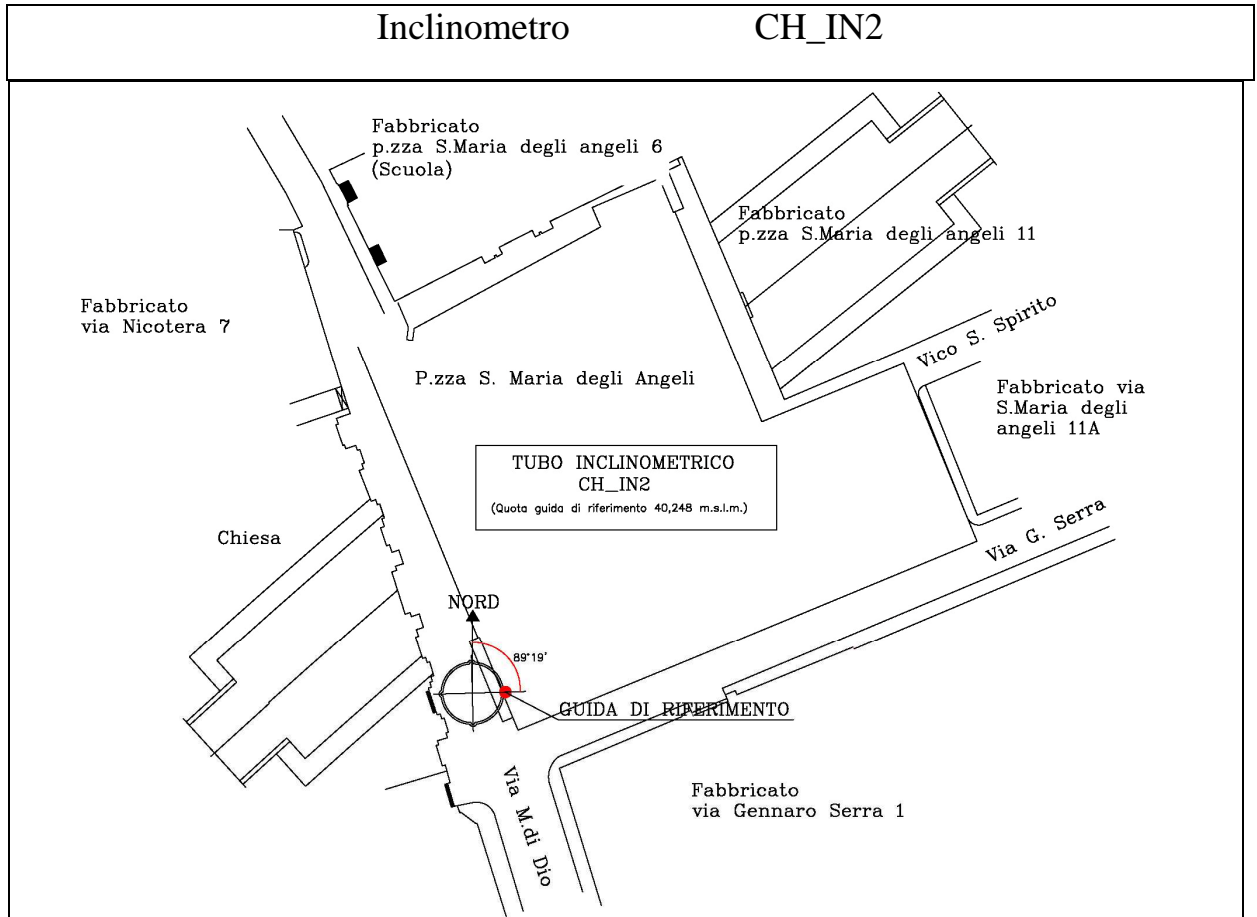 Inclinometro CH_IN2
Fabbricato
p.zza S.Maria degli angeli 6
(Scuola)
Fabbricato
p.zza S.Maria degli angeli 11
Fabbricato
via Nicotera 7
Vico S. Spirito
P.zza S. Maria degli Angeli
Fabbricato via
S.Maria degli
angeli 11A
TUBO INCLINOMETRICO
CH_IN2
(Quota guida di riferimento 40,248 m.s.l.m.)
Via G. Serra
Chiesa
NORD
89°19'
GUIDA DI RIFERIMENTO
Via M.di Dio
Fabbricato
via Gennaro Serra 1